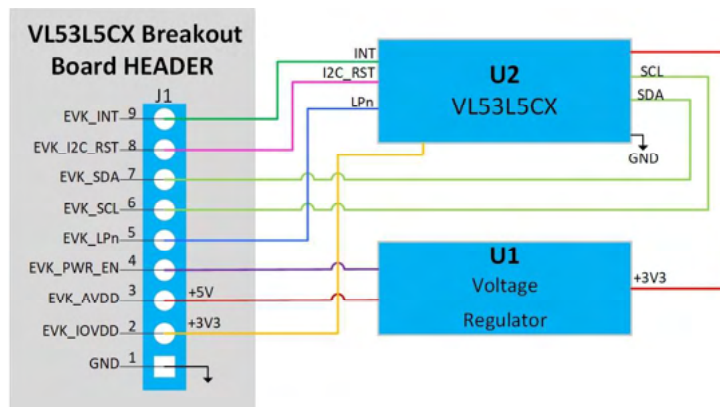 VL53L5CX Breakout
Board HEADER
J1
EVK_INT 9
EVK_I2C_RST 8
EVK_SDA 7
EVK_SCL 6
EVK_LPn 5
EVK_PWR_EN 4
EVK_AVDD 3 +5V
EVK_IOVDD 2 +3V3
GND 1
INT
I2C_RST
LPn
U2
VL53L5CX
SCL
SDA
GND
U1
Voltage
Regulator
+3V3